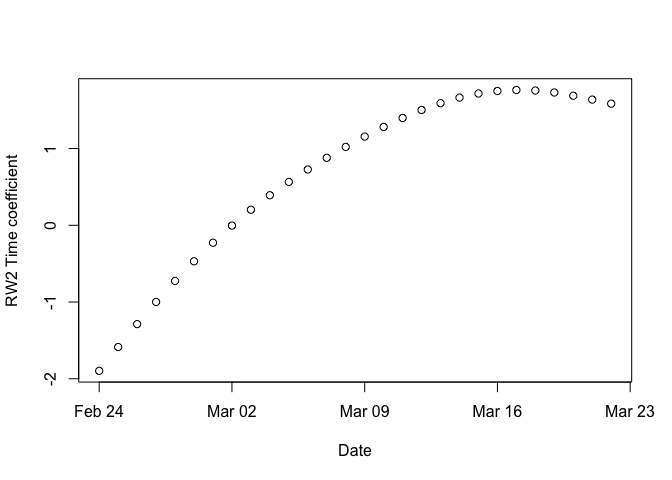 RW2 Time coefficient
1
0
-1
-2
Feb 24
Mar 02
Mar 09
Mar 16
Mar 23
Date